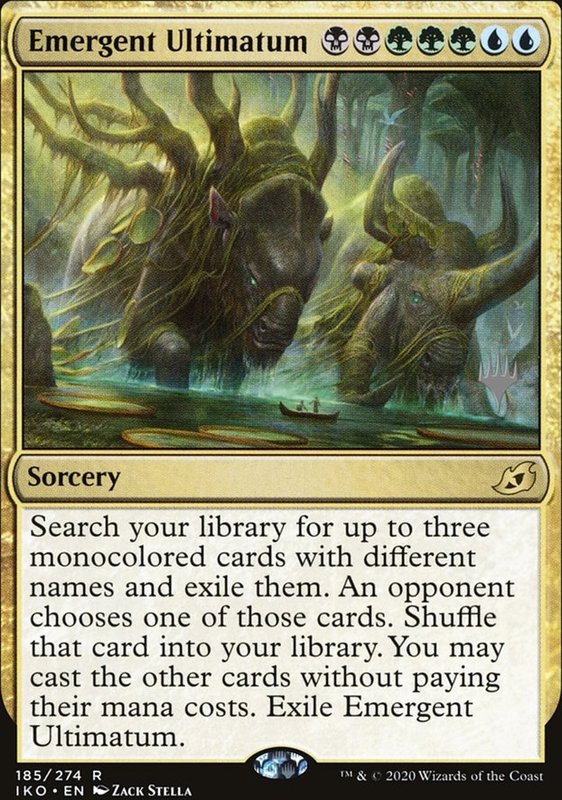 Emergent Ultimatum
Sorcery
Search your library for up to three
monocolored cards with different
names and exile them. An opponent
chooses one of those cards. Shuffle
that card into your library. You may
cast the other cards without paying
their mana costs. Exile Emergent
Ultimatum.
185/274 R
IKO • EN Zack Stella
™ & © 2020 Wizards of the Coast